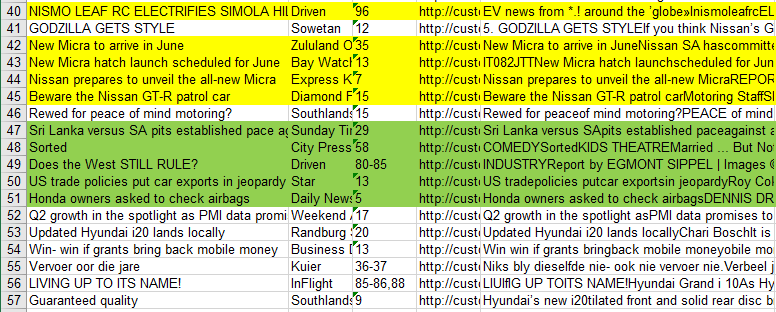 40 NISMO LEAF RC ELECTRIFIES SIMOLA HIL Driven 96 http://custo EV news from *.! around the 'globe»InismoleafrcEL
41 GODZILLA GETS STYLE Sowetan 12 http://custo 5. GODZILLA GETS STYLEIf you think Nissan's G
42 New Micra to arrive in June Zululand O 35 http://custo New Micra to arrive in JuneNissan SA hascommitte
43 New Micra hatch launch scheduled for June Bay Watch 13 http://custo IT082JTTNew Micra hatch launchscheduled for Jun
44 Nissan prepares to unveil the all-new Micra Express K 7 http://custo Nissan prepares to unveil the all-new MicraREPOR
45 Beware the Nissan GT-R patrol car Diamond F 15 http://custo Beware the Nissan GT-R patrol carMotoring StaffSI
46 Rewed for peace of mind motoring? Southlands 15 http://custo Rewed for peaceof mind motoring?PEACE of mind
47 Sri Lanka versus SA pits established pace ag Sunday Tin 29 http://custo Sri Lanka versus SApits established paceagainst a
48 Sorted City Press 58 http://custo COMEDYSortedKIDS THEATREMarried ... But Not
49 Does the West STILL RULE? Driven 80-85 http://custo INDUSTRYReport by EGMONT SIPPEL | Images ©
50 US trade policies put car exports in jeopardy Star 13 http://custo US tradepolicies putcar exportsin jeopardyRoy Col
51 Honda owners asked to check airbags Daily News 5 http://custo Honda owners asked to check airbagsDENNIS DR
52 Q2 growth in the spotlight as PMI data promi Weekend A 17 http://custo Q2 growth in the spotlight asPMI data promises to
53 Updated Hyundai i20 lands locally Randburg S 20 http://custo Updated Hyundai i20 lands locallyChari BoschIt is
54 Win- win if grants bring back mobile money Business D 13 http://custo Win win if grants bringback mobile moneyby mobile
55 Vervoer oor die jare Kuier 36-37 http://custo Niks bly dieselfde nie- ook nie vervoer nie.Verbeel j
56 LIVING UP TO ITS NAME! InFlight 85-86,88 http://custo LIUIflG UP TOITS NAME!Hyundai Grand i 10As Hy
57 Guaranteed quality Southlands 9 http://custo Hyundai's new i20tilated front and solid rear disc b